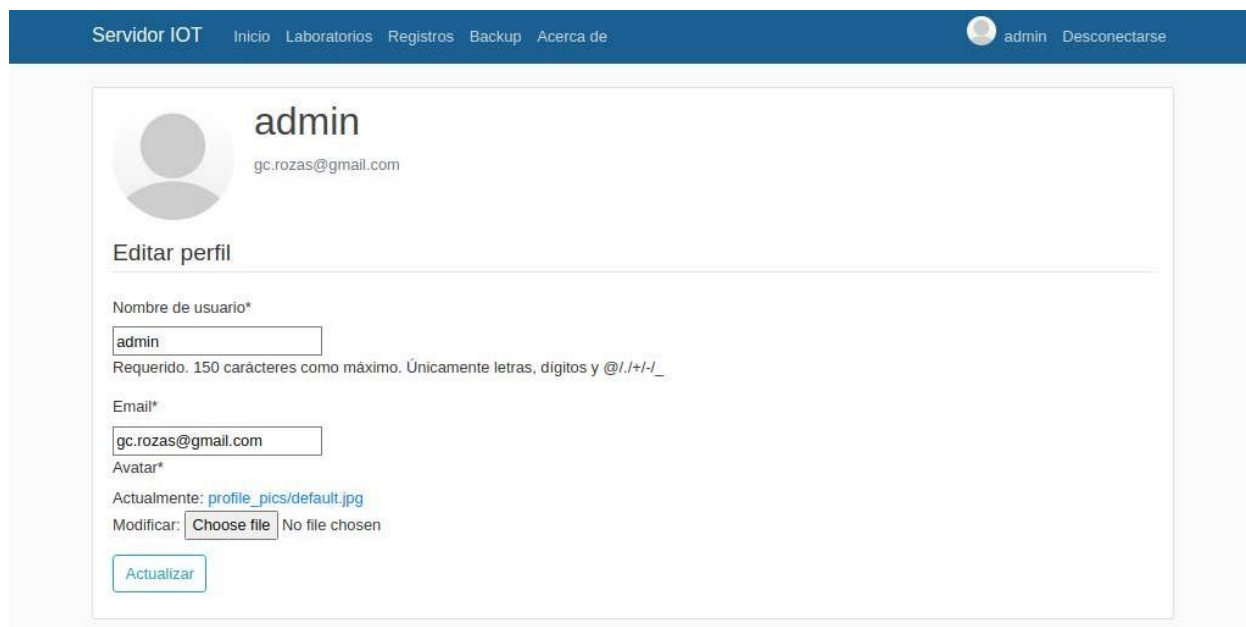 Servidor IOT Inicio Laboratorios Registros Backup Acerca de admin Desconectarse
admin
gc.rozas@gmail.com
Editar perfil
Nombre de usuario*
admin
Requerido. 150 carácteres como máximo. Únicamente letras, dígitos y @/./+/-/_
Email*
gc.rozas@gmail.com
Avatar*
Actualmente: profile_pics/default.jpg
Modificar: Choose file No file chosen
Actualizar